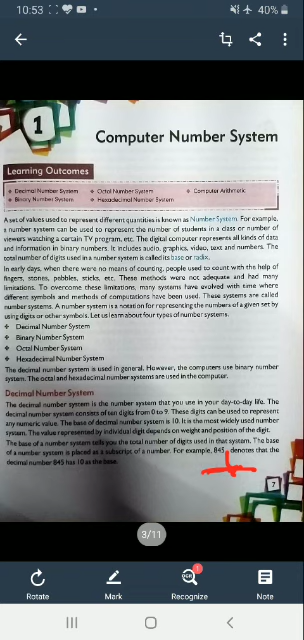 10:53
40%
1
Computer Number System
Learning Outcomes
Decimal Number System
Octal Number System
Computer Arithmetic
Binary Number System
Hexadecimal Number System
A set of values used to represent different quantities is known as Number System. For example,
a number system can be used to represent the number of students in a class or number of
viewers watching a certain TV program, etc. The digital computer represents all kinds of data
and information in binary numbers. It includes audio, graphics, video, text and numbers. The
total number of digits used in a number system is called its base or radix.
In early days, when there were no means of counting, people used to count with the help of
fingers, stones, pebbles, sticks, etc. These methods were not adequate and had many
limitations. To overcome these limitations, many systems have evolved with time where
different symbols and methods of computations have been used. These systems are called
number systems. A number system is a notation for representing the numbers of a given set by
using digits or other symbols. Let us learn about four types of number systems.
Decimal Number System
Binary Number System
Octal Number System
Hexadecimal Number System
The decimal number system is used in general. However, the computers use binary number
system. The octal and hexadecimal number systems are used in the computer.
Decimal Number System
The decimal number system is the number system that you use in your day-to-day life. The
decimal number system consists of ten digits from 0 to 9. These digits can be used to represent
any numeric value. The base of decimal number system is 10. It is the most widely used number
system. The value represented by individual digit depends on weight and position of the digit.
The base of a number system tells you the total number of digits used in that system. The base
of a number system is placed as a subscript of a number. For example, 845 denotes that the
decimal number 845 has 10 as the base.
7
3/11
Rotate
Mark
OCR
1
Recognize
Note